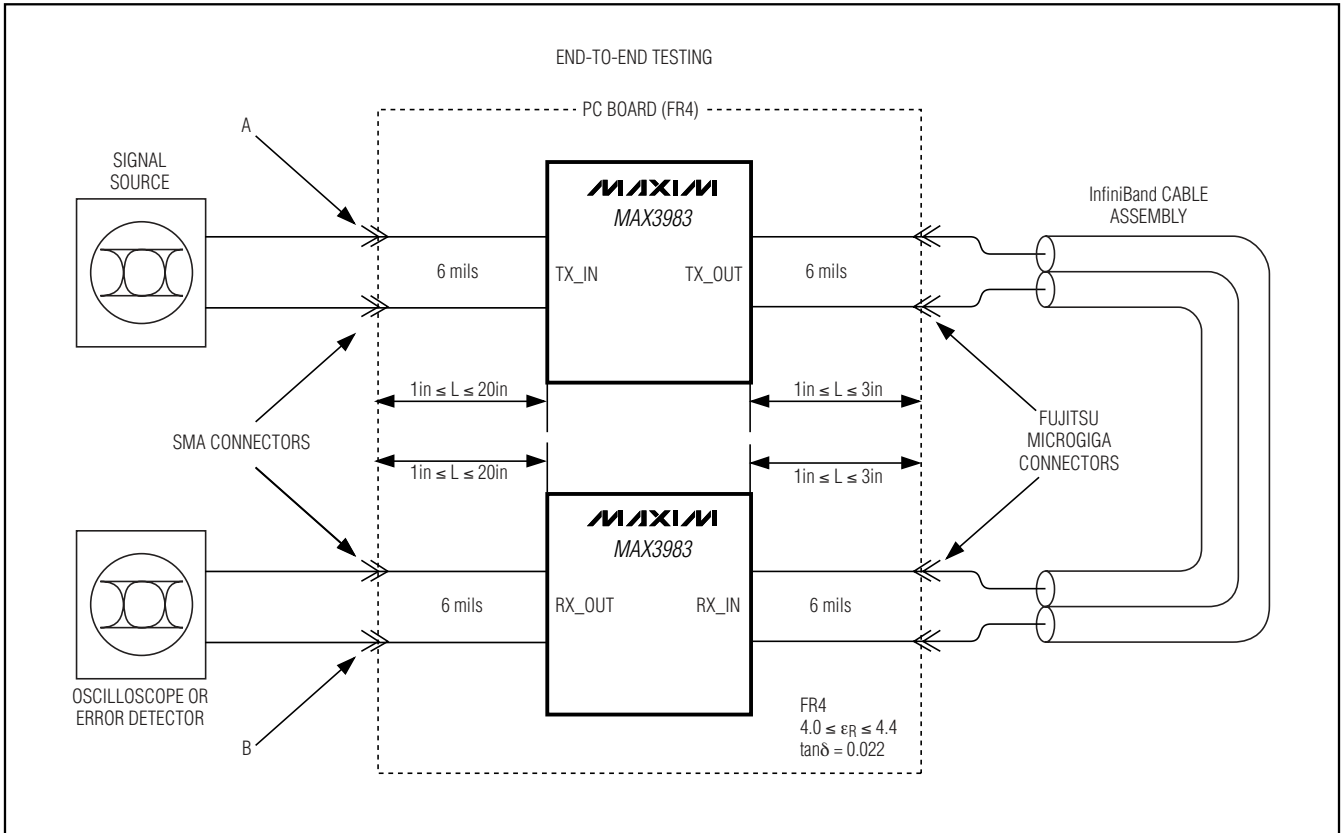 END-TO-END TESTING
PC BOARD (FR4)
A
SIGNAL
SOURCE
MAXIM
MAX3983
InfiniBand CABLE
ASSEMBLY
6 mils
TX_IN
TX_OUT
6 mils
1in ≤ L ≤ 20in
1in ≤ L ≤ 3in
SMA CONNECTORS
FUJITSU
MICROGIGA
CONNECTORS
1in ≤ L ≤ 20in
1in ≤ L ≤ 3in
MAXIM
MAX3983
6 mils
RX_OUT
RX_IN
6 mils
OSCILLOSCOPE OR
ERROR DETECTOR
B
FR4
4.0 ≤ εR ≤ 4.4
tanδ = 0.022